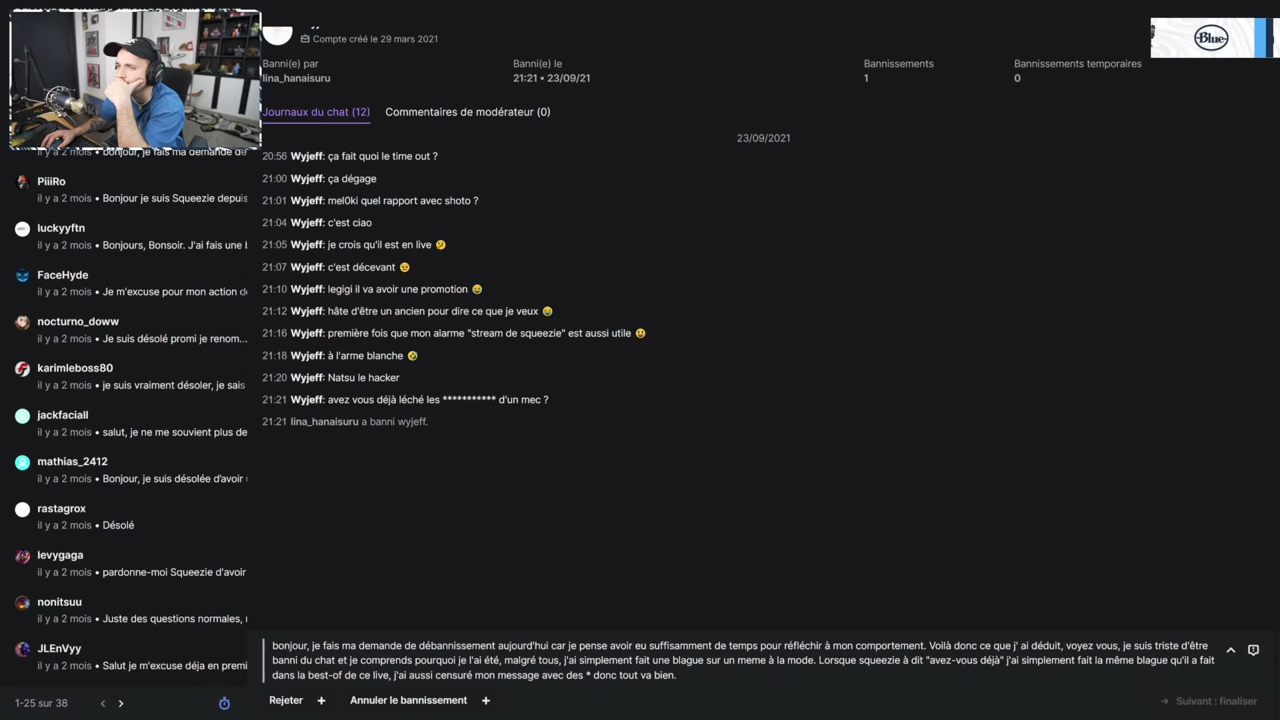 Compte créé le 29 mars 2021
Blue
Banni(e) par
lina_hanaisuru
Banni(e) le
21:21 • 23/09/21
Bannissements
1
Bannissements temporaires
0
Journaux du chat (12)
Commentaires de modérateur (0)
23/09/2021
20:56 Wyjeff: ça fait quoi le time out ?
21:00 Wyjeff: ça dégage
21:01 Wyjeff: mel0ki quel rapport avec shoto ?
21:04 Wyjeff: c'est ciao
21:05 Wyjeff: je crois qu'il est en live 🤔
21:07 Wyjeff: c'est décevant 😉
21:10 Wyjeff: legigi il va avoir une promotion 😂
21:12 Wyjeff: hâte d'être un ancien pour dire ce que je veux 😂
21:16 Wyjeff: première fois que mon alarme "stream de squeezie" est aussi utile 😃
21:18 Wyjeff: à l'arme blanche 🤣
21:20 Wyjeff: Natsu le hacker
21:21 Wyjeff: avez vous déjà léché les *********** d'un mec ?
21:21 lina_hanaisuru a banni wyjeff.
il y a 2 mois • bonjour, je fais ma demande de
PiiiRo
il y a 2 mois • Bonjour je suis Squeezie depuis
luckyyftn
il y a 2 mois • Bonjours, Bonsoir. J'ai fais une
FaceHyde
il y a 2 mois • Je m'excuse pour mon action d
nocturno_doww
il y a 2 mois • Je suis désolé promi je renom...
karimleboss80
il y a 2 mois • je suis vraiment désoler, je sais
jackfaciall
il y a 2 mois • salut, je ne me souvient plus de
mathias_2412
il y a 2 mois • Bonjour, je suis désolée d'avoir
rastagrox
il y a 2 mois • Désolé
levygaga
il y a 2 mois • pardonne-moi Squeezie d'avoir
nonitsuu
il y a 2 mois • Juste des questions normales,
JLEnVyy
il y a 2 mois • Salut je m'excuse déja en premi
1-25 sur 38
bonjour, je fais ma demande de débannissement aujourd'hui car je pense avoir eu suffisamment de temps pour réfléchir à mon comportement. Voilà donc ce que j' ai déduit, voyez vous, je suis triste d'être
banni du chat et je comprends pourquoi je l'ai été, malgré tous, j'ai simplement fait une blague sur un meme à la mode. Lorsque squeezie à dit "avez-vous déjà" j'ai simplement fait la même blague qu'il a fait
dans la best-of de ce live, j'ai aussi censuré mon message avec des * donc tout va bien.
Rejeter +
Annuler le bannissement +
→ Suivant : finaliser